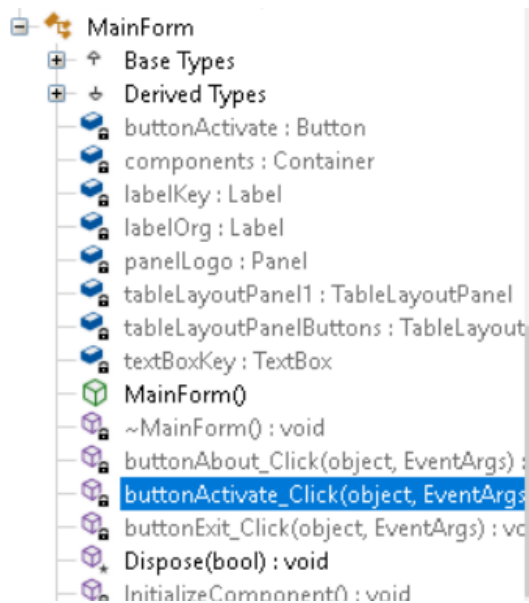 MainForm
Base Types
Derived Types
buttonActivate : Button
components : Container
labelKey : Label
labelOrg : Label
panelLogo : Panel
tableLayoutPanel1 : TableLayoutPanel
tableLayoutPanelButtons : TableLayout
textBoxKey : TextBox
MainForm()
~MainForm() : void
buttonAbout_Click(object, EventArgs) :
buttonActivate_Click(object, EventArgs
buttonExit_Click(object, EventArgs) : vo
Dispose(bool) : void
InitializeComponent() : void